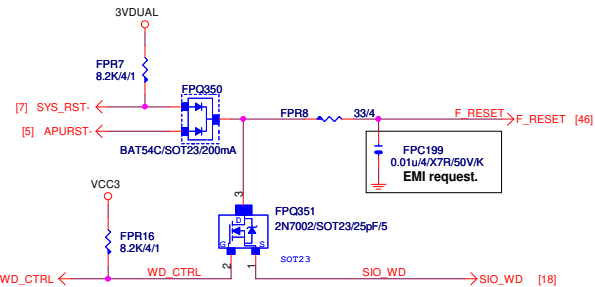 3VDUAL
FPR7
8.2K/4/1
FPQ350
[7] SYS_RST-
[5] APURST-
BAT54C/SOT23/200mA
FPR8 33/4
F_RESET
F_RESET [46]
FPC199
0.01u/4/X7R/50V/K
EMI request.
VCC3
FPR16
8.2K/4/1
3
FPQ351
2N7002/SOT23/25pF/5
D
G S
SOT23
2 1
WD_CTRL
WD_CTRL
SIO_WD
SIO_WD [18]